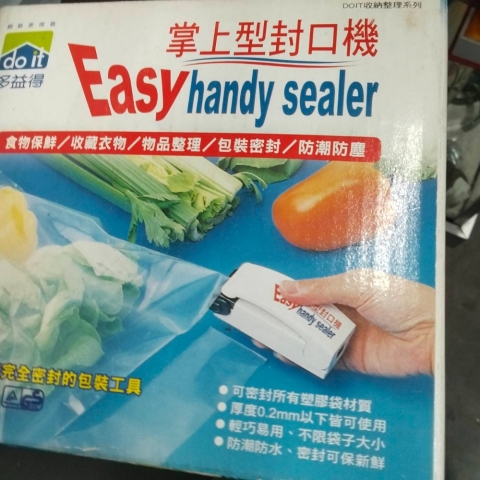 DOIT收納整理系列
do it
多益得
掌上型封口機
Easy handy sealer
食物保鮮／收藏衣物／物品整理／包裝密封／防潮防塵
Easy
型封口機
handy sealer
完全密封的包裝工具
●可密封所有塑膠袋材質
●厚度0.2mm以下皆可使用
●輕巧易用、不限袋子大小
●防潮防水、密封可保新鮮